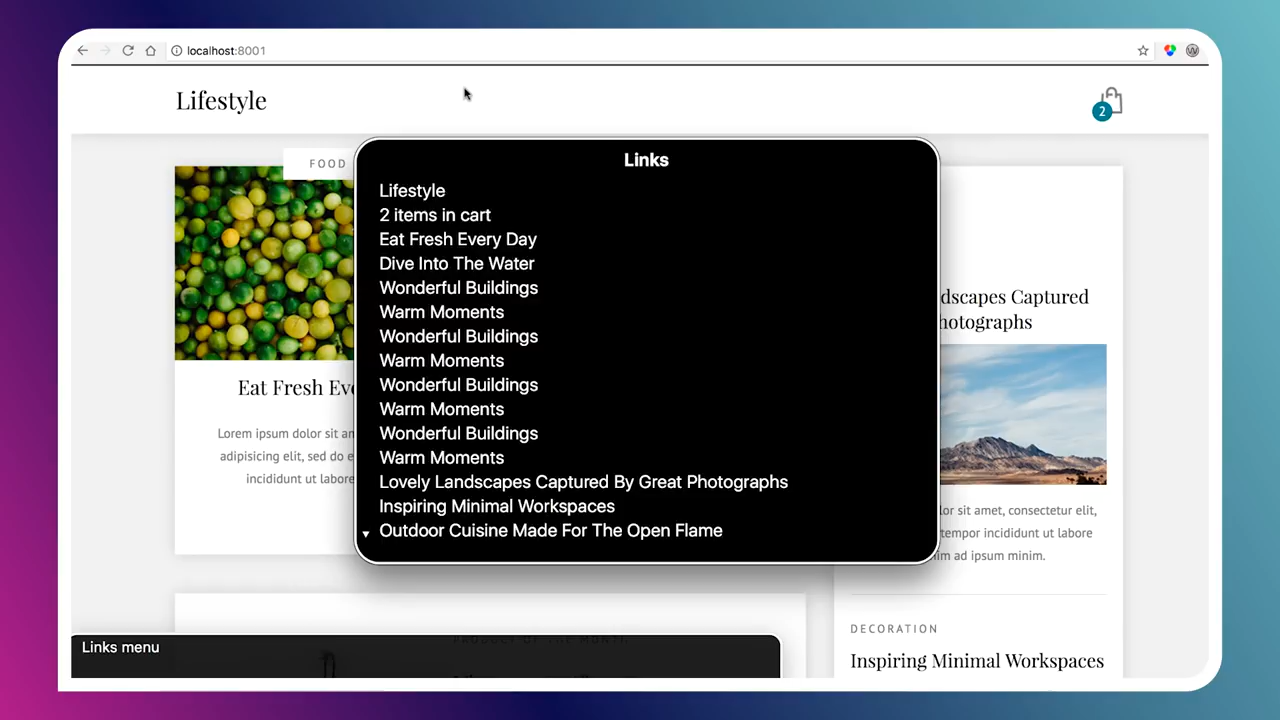 localhost:8001
Lifestyle
2
FOOD
Links
Lifestyle
2 items in cart
Eat Fresh Every Day
Dive Into The Water
Wonderful Buildings
Warm Moments
Wonderful Buildings
Warm Moments
Wonderful Buildings
Warm Moments
Wonderful Buildings
Warm Moments
Lovely Landscapes Captured By Great Photographs
Inspiring Minimal Workspaces
Outdoor Cuisine Made For The Open Flame
Eat Fresh Eve
Lorem ipsum dolor sit am
adipisicing elit, sed do e
incididunt ut labore
dscapes Captured
hotographs
lor sit amet, consectetur elit,
tempor incididunt ut labore
im ad ipsum minim.
DECORATION
Inspiring Minimal Workspaces
Links menu